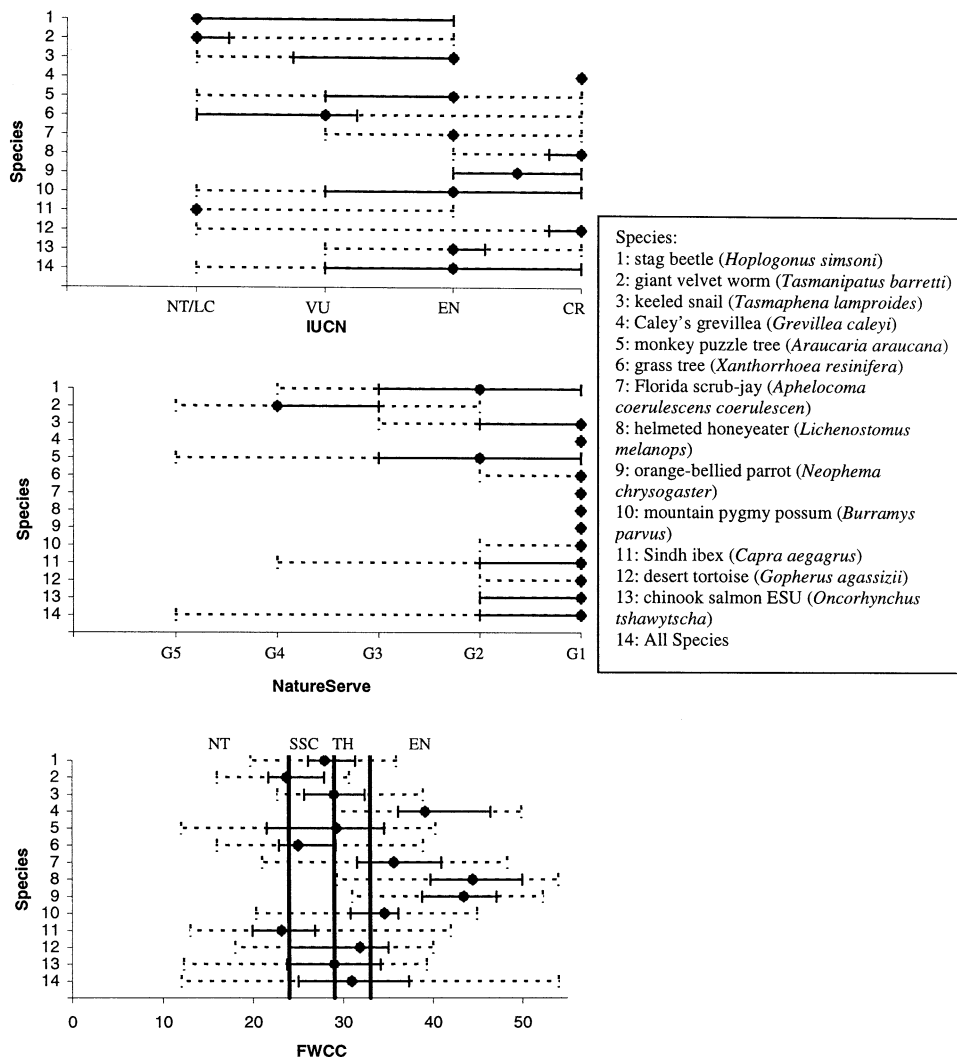 1
2
3
4
5
6
7
8
9
10
11
12
13
14
Species
NT/LC VU EN CR
IUCN
1
2
3
4
5
6
7
8
9
10
11
12
13
14
Species
G5 G4 G3 G2 G1
NatureServe
NT SSC TH EN
1
2
3
4
5
6
7
8
9
10
11
12
13
14
Species
0 10 20 30 40 50
FWCC
Species:
1: stag beetle (Hoplogonus simsoni)
2: giant velvet worm (Tasmanipatus barretti)
3: keeled snail (Tasmaphena lamproides)
4: Caley's grevillea (Grevillea caleyi)
5: monkey puzzle tree (Araucaria araucana)
6: grass tree (Xanthorrhoea resinifera)
7: Florida scrub-jay (Aphelocoma
coerulescens coerulescen)
8: helmeted honeyeater (Lichenostomus
melanops)
9: orange-bellied parrot (Neophema
chrysogaster)
10: mountain pygmy possum (Burramys
parvus)
11: Sindh ibex (Capra aegagrus)
12: desert tortoise (Gopherus agassizii)
13: chinook salmon ESU (Oncorhynchus
tshawytscha)
14: All Species